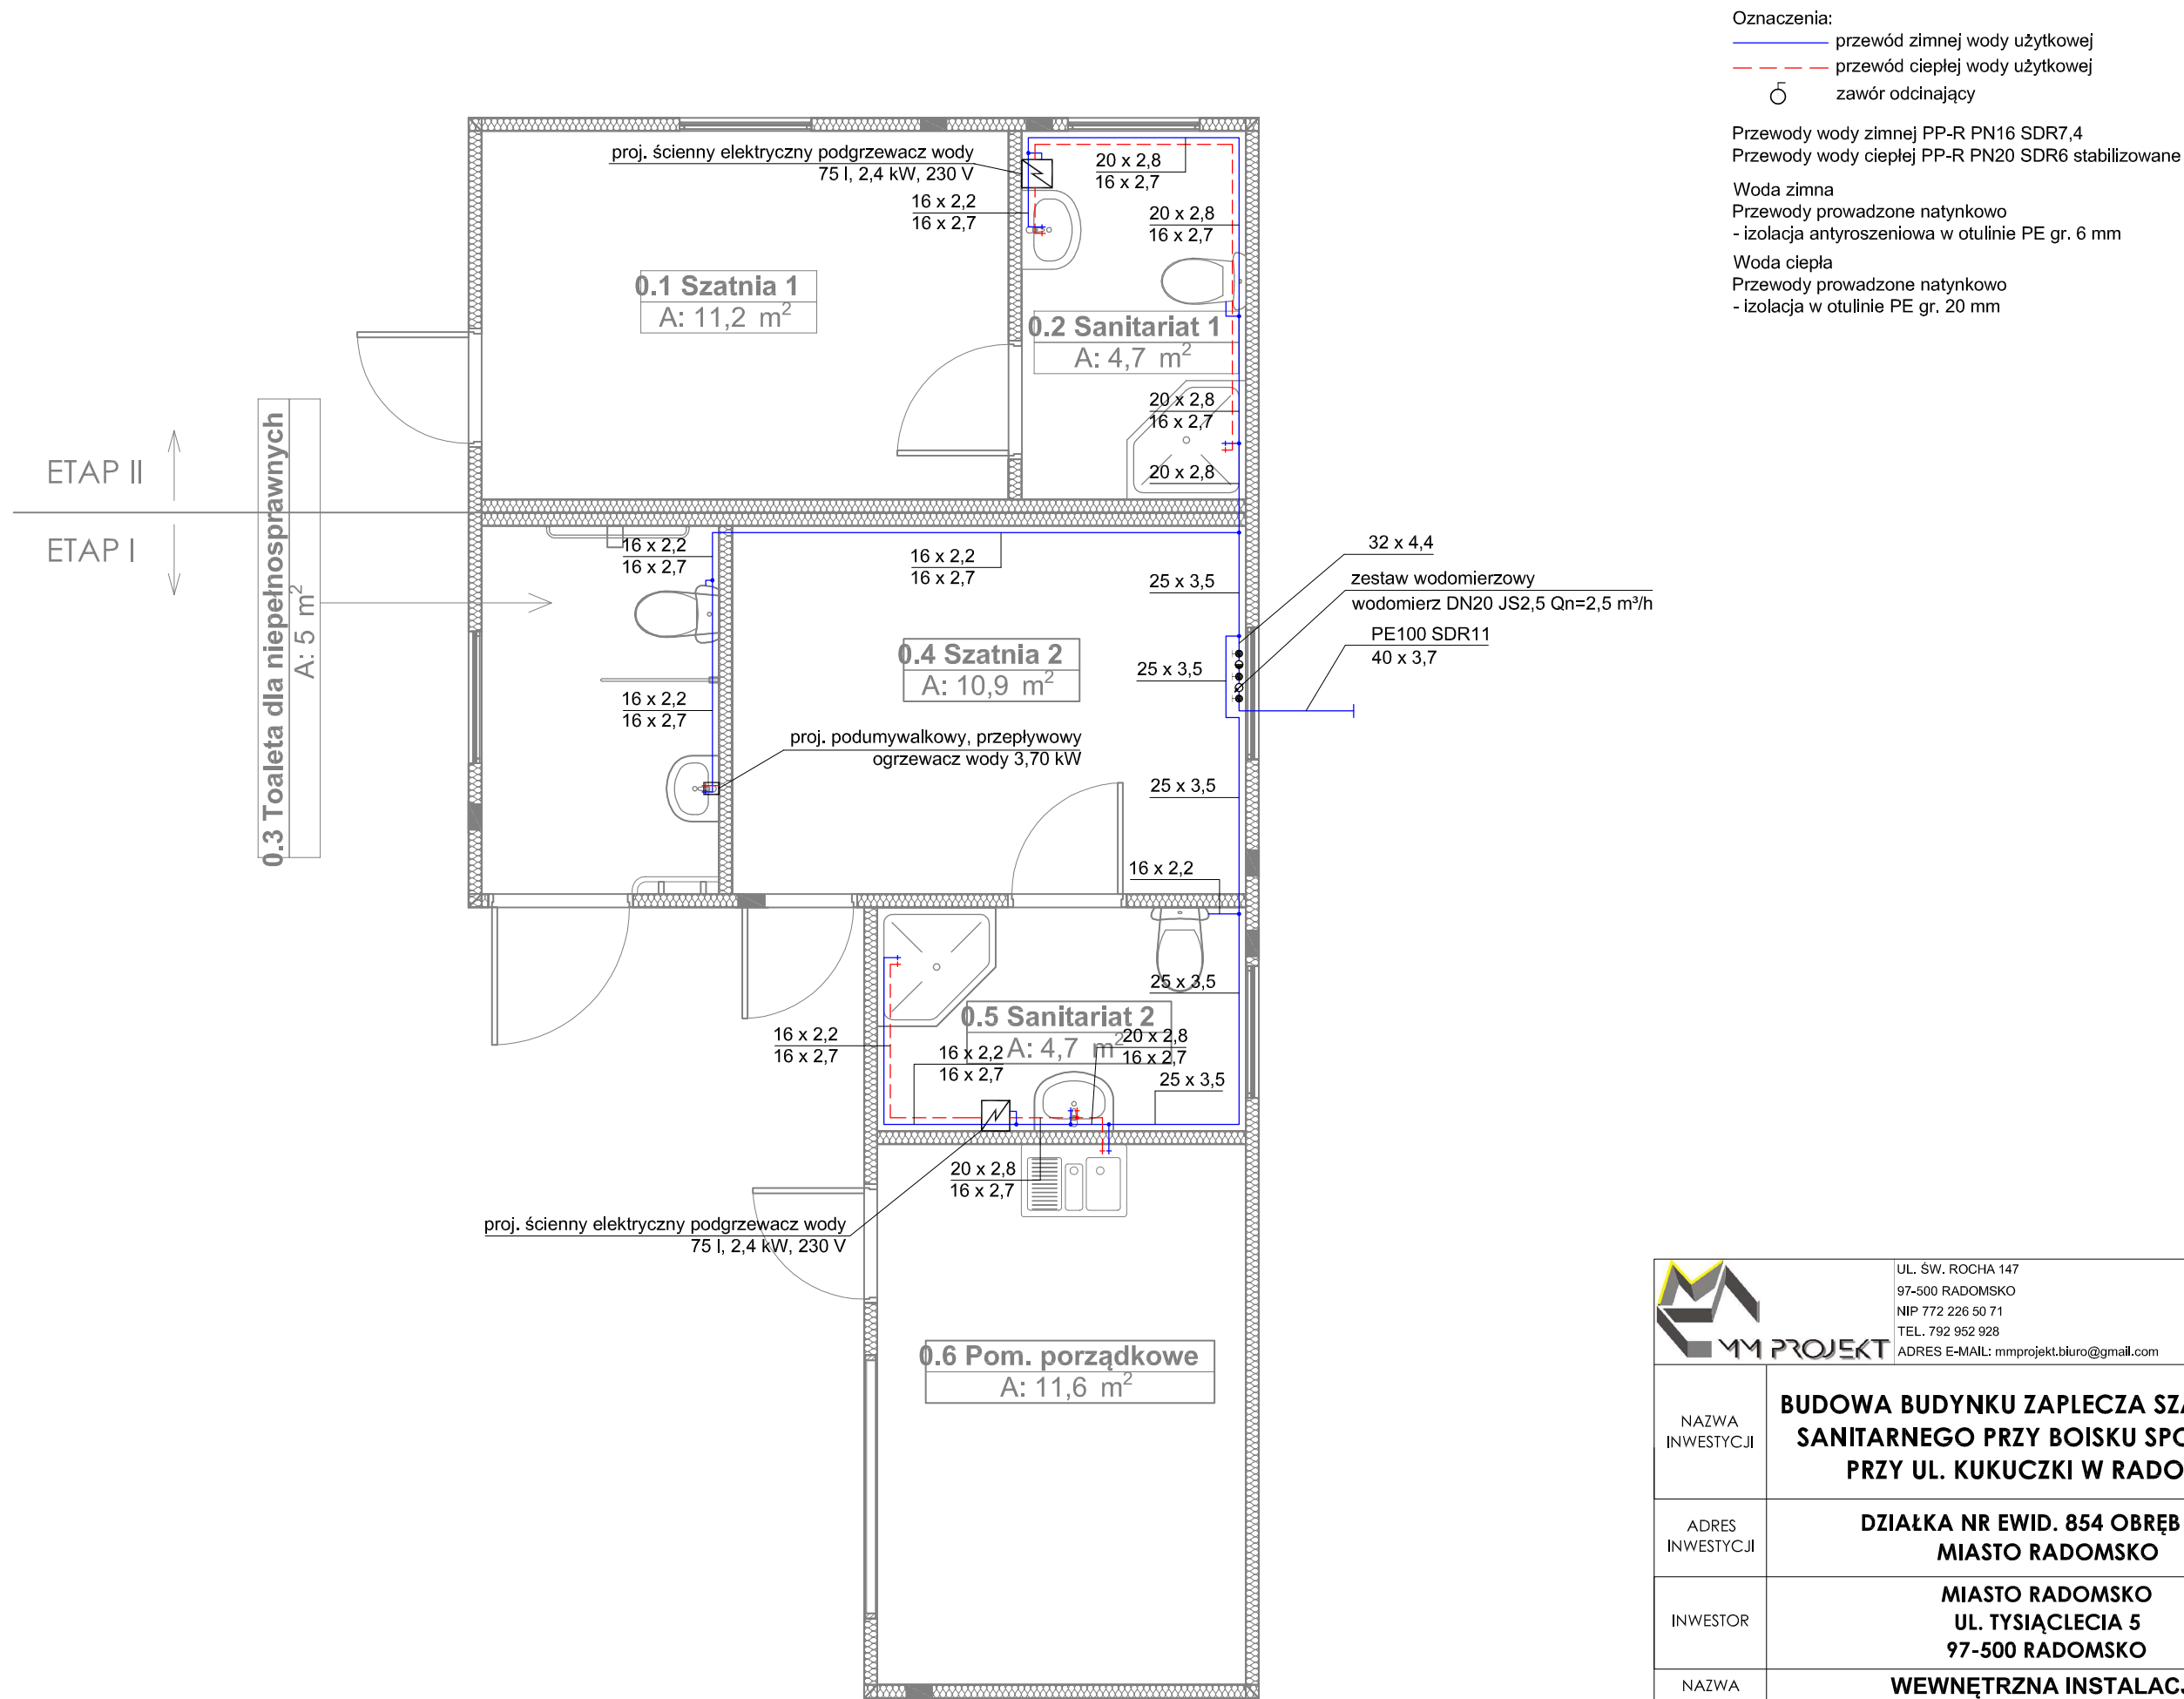 Oznaczenia:
przewód zimnej wody użytkowej
przewód ciepłej wody użytkowej
zawór odcinający
Przewody wody zimnej PP-R PN16 SDR7,4
Przewody wody ciepłej PP-R PN20 SDR6 stabilizowane
Woda zimna
Przewody prowadzone natynkowo
- izolacja antyroszeniowa w otulinie PE gr. 6 mm
Woda ciepła
Przewody prowadzone natynkowo
- izolacja w otulinie PE gr. 20 mm
proj. ścienny elektryczny podgrzewacz wody
75 l, 2,4 kW, 230 V
20 x 2,8
16 x 2,7
16 x 2,2
16 x 2,7
20 x 2,8
16 x 2,7
0.1 Szatnia 1
A: 11,2 m²
0.2 Sanitariat 1
A: 4,7 m²
20 x 2,8
16 x 2,7
20 x 2,8
ETAP II
ETAP I
0.3 Toaleta dla niepełnosprawnych
A: 5 m²
16 x 2,2
16 x 2,7
16 x 2,2
16 x 2,7
25 x 3,5
32 x 4,4
zestaw wodomierzowy
wodomierz DN20 JS2,5 Qn=2,5 m³/h
PE100 SDR11
40 x 3,7
0.4 Szatnia 2
A: 10,9 m²
25 x 3,5
16 x 2,2
16 x 2,7
proj. podumywalkowy, przepływowy
ogrzewacz wody 3,70 kW
25 x 3,5
16 x 2,2
25 x 3,5
0.5 Sanitariat 2
A: 4,7 m²
16 x 2,2
16 x 2,7
16 x 2,2
16 x 2,7
20 x 2,8
16 x 2,7
25 x 3,5
20 x 2,8
16 x 2,7
proj. ścienny elektryczny podgrzewacz wody
75 l, 2,4 kW, 230 V
0.6 Pom. porządkowe
A: 11,6 m²
MM PROJEKT
UL. ŚW. ROCHA 147
97-500 RADOMSKO
NIP 772 226 50 71
TEL. 792 952 928
ADRES E-MAIL: mmprojekt.biuro@gmail.com
NAZWA
INWESTYCJI
BUDOWA BUDYNKU ZAPLECZA
SANITARNEGO PRZY BOISKU
PRZY UL. KUKUCZKI W
ADRES
INWESTYCJI
DZIAŁKA NR EWID. 854 OBRĘB
MIASTO RADOMSKO
INWESTOR
MIASTO RADOMSKO
UL. TYSIĄCLECIA 5
97-500 RADOMSKO
NAZWA
WEWNĘTRZNA